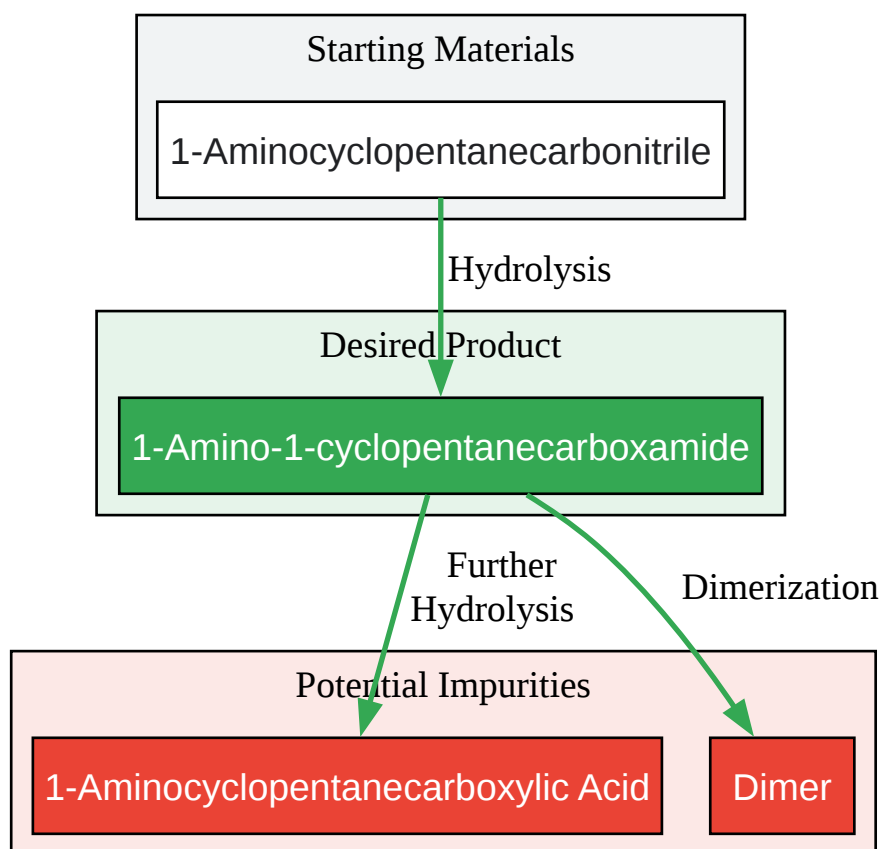 Starting Materials
1-Aminocyclopentanecarbonitrile
Hydrolysis
Desired Product
1-Amino-1-cyclopentanecarboxamide
Further
Hydrolysis
Dimerization
Potential Impurities
1-Aminocyclopentanecarboxylic Acid
Dimer